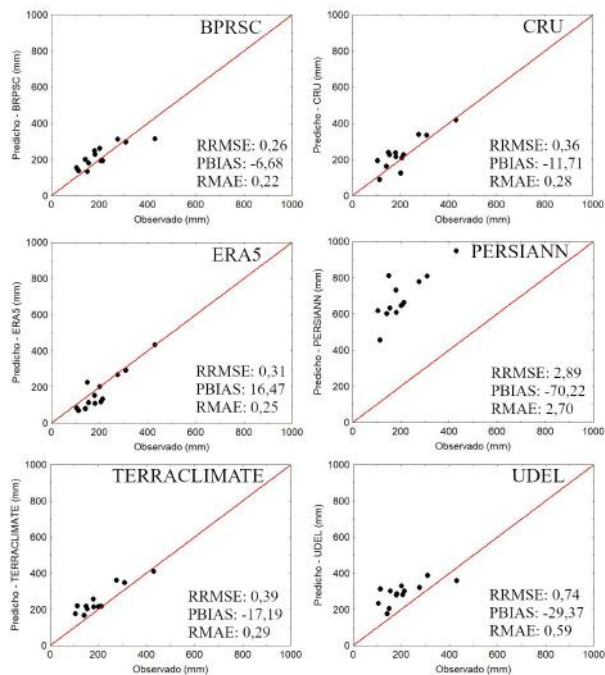 BPRSC
Predicho - BRPSC (mm)
1000
800
600
400
200
0
RRMSE: 0,26
PBIAS: -6,68
RMAE: 0,22
0 200 400 600 800 1000
Observado (mm)
CRU
Predicho - CRU (mm)
1000
800
600
400
200
0
RRMSE: 0,36
PBIAS: -11,71
RMAE: 0,28
0 200 400 600 800 1000
Observado (mm)
ERA5
Predicho - ERA5 (mm)
1000
800
600
400
200
0
RRMSE: 0,31
PBIAS: 16,47
RMAE: 0,25
0 200 400 600 800 1000
Observado (mm)
PERSIANN
Predicho - PERSIANN (mm)
1000
800
600
400
200
0
RRMSE: 2,89
PBIAS: -70,22
RMAE: 2,70
0 200 400 600 800 1000
Observado (mm)
TERRACLIMATE
Predicho - TERRACLIMATE (mm)
1000
800
600
400
200
0
RRMSE: 0,39
PBIAS: -17,19
RMAE: 0,29
0 200 400 600 800 1000
Observado (mm)
UDEL
Predicho - UDEL (mm)
1000
800
600
400
200
0
RRMSE: 0,74
PBIAS: -29,37
RMAE: 0.59
0 200 400 600 800 1000
Observado (mm)